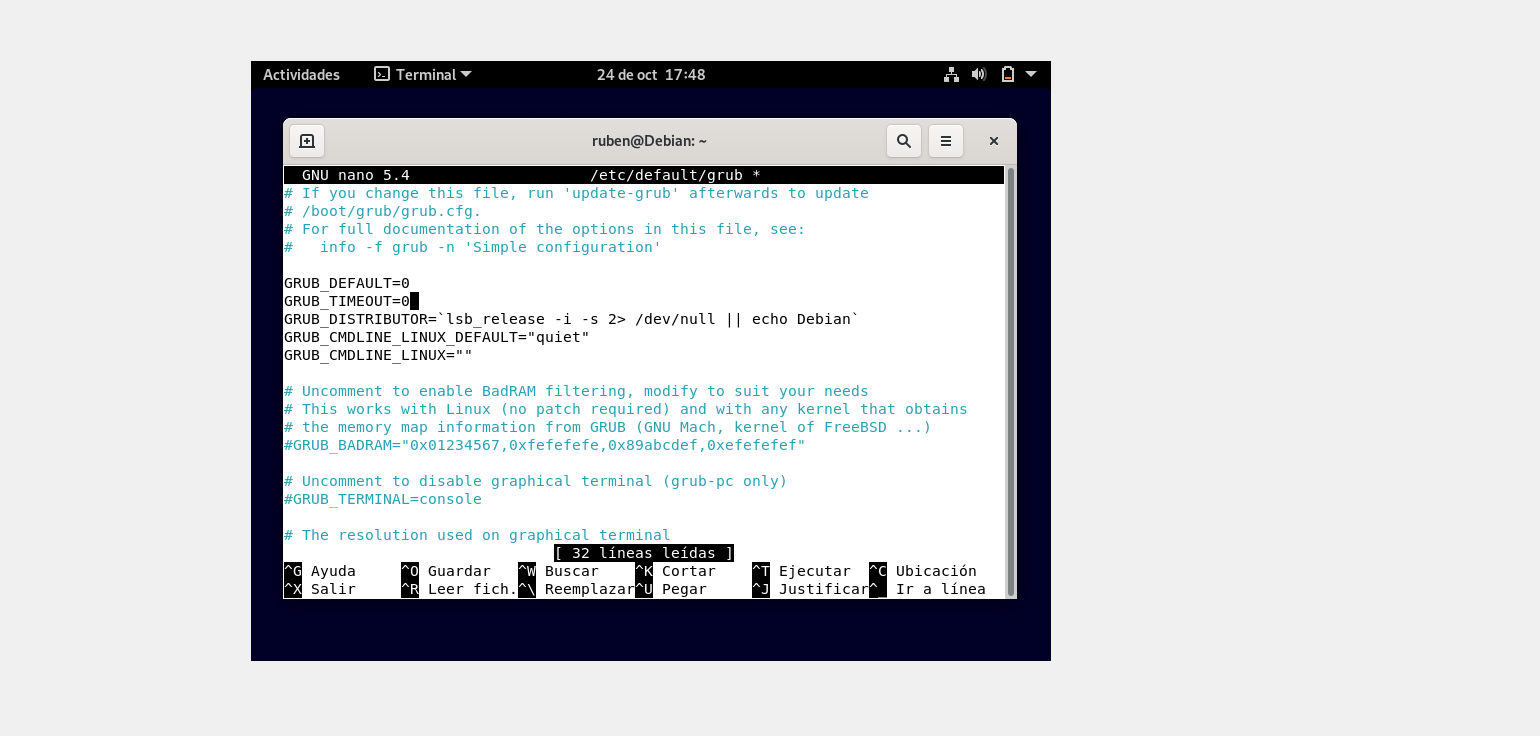 Actividades Terminal 24 de oct 17:48
ruben@Debian: ~
GNU nano 5.4 /etc/default/grub *
# If you change this file, run 'update-grub' afterwards to update
# /boot/grub/grub.cfg.
# For full documentation of the options in this file, see:
#   info -f grub -n 'Simple configuration'
GRUB_DEFAULT=0
GRUB_TIMEOUT=0
GRUB_DISTRIBUTOR=`lsb_release -i -s 2> /dev/null || echo Debian`
GRUB_CMDLINE_LINUX_DEFAULT="quiet"
GRUB_CMDLINE_LINUX=""
# Uncomment to enable BadRAM filtering, modify to suit your needs
# This works with Linux (no patch required) and with any kernel that obtains
# the memory map information from GRUB (GNU Mach, kernel of FreeBSD ...)
#GRUB_BADRAM="0x01234567,0xfefefefe,0x89abcdef,0xefefefef"
# Uncomment to disable graphical terminal (grub-pc only)
#GRUB_TERMINAL=console
# The resolution used on graphical terminal
[ 32 líneas leídas ]
^G Ayuda ^O Guardar ^W Buscar ^K Cortar ^T Ejecutar ^C Ubicación
^X Salir ^R Leer fich. ^\ Reemplazar ^U Pegar ^J Justificar ^_ Ir a línea